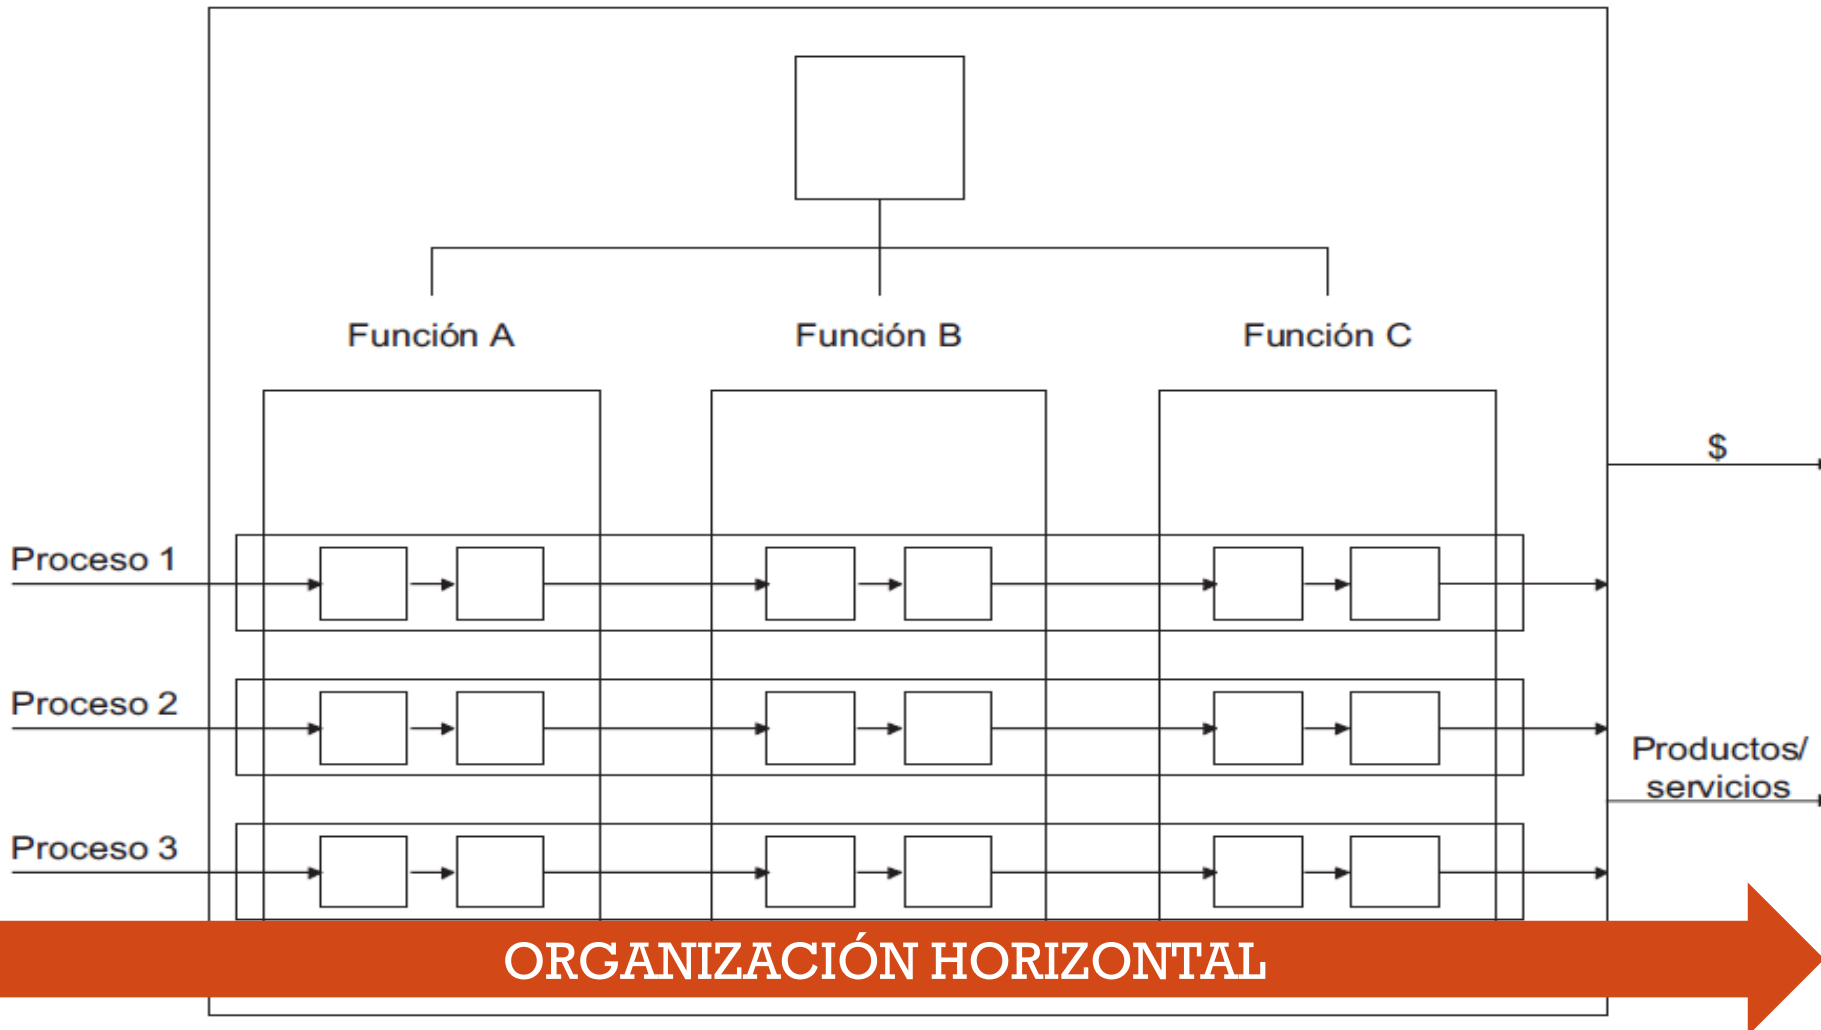 Función A
Función B
Función C
$
Proceso 1
Proceso 2
Productos/
servicios
Proceso 3
ORGANIZACIÓN HORIZONTAL